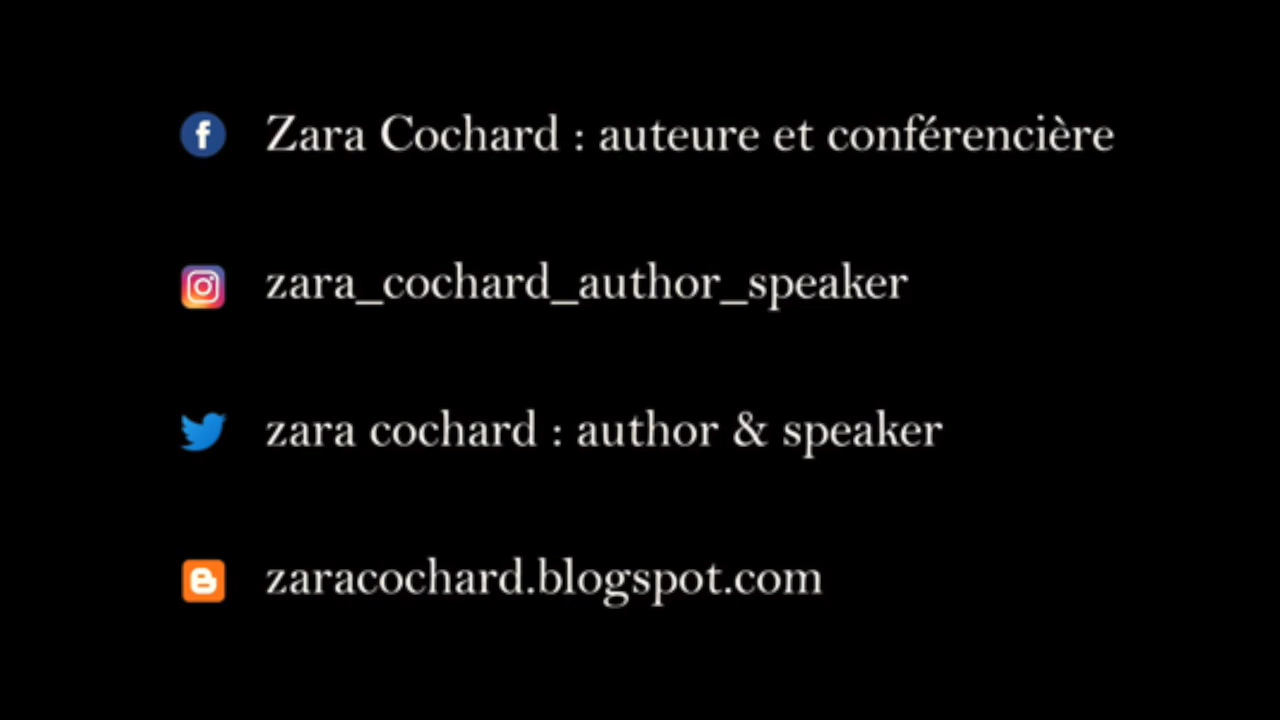 Zara Cochard : auteure et conférencière
zara_cochard_author_speaker
zara cochard : author & speaker
zaracochard.blogspot.com